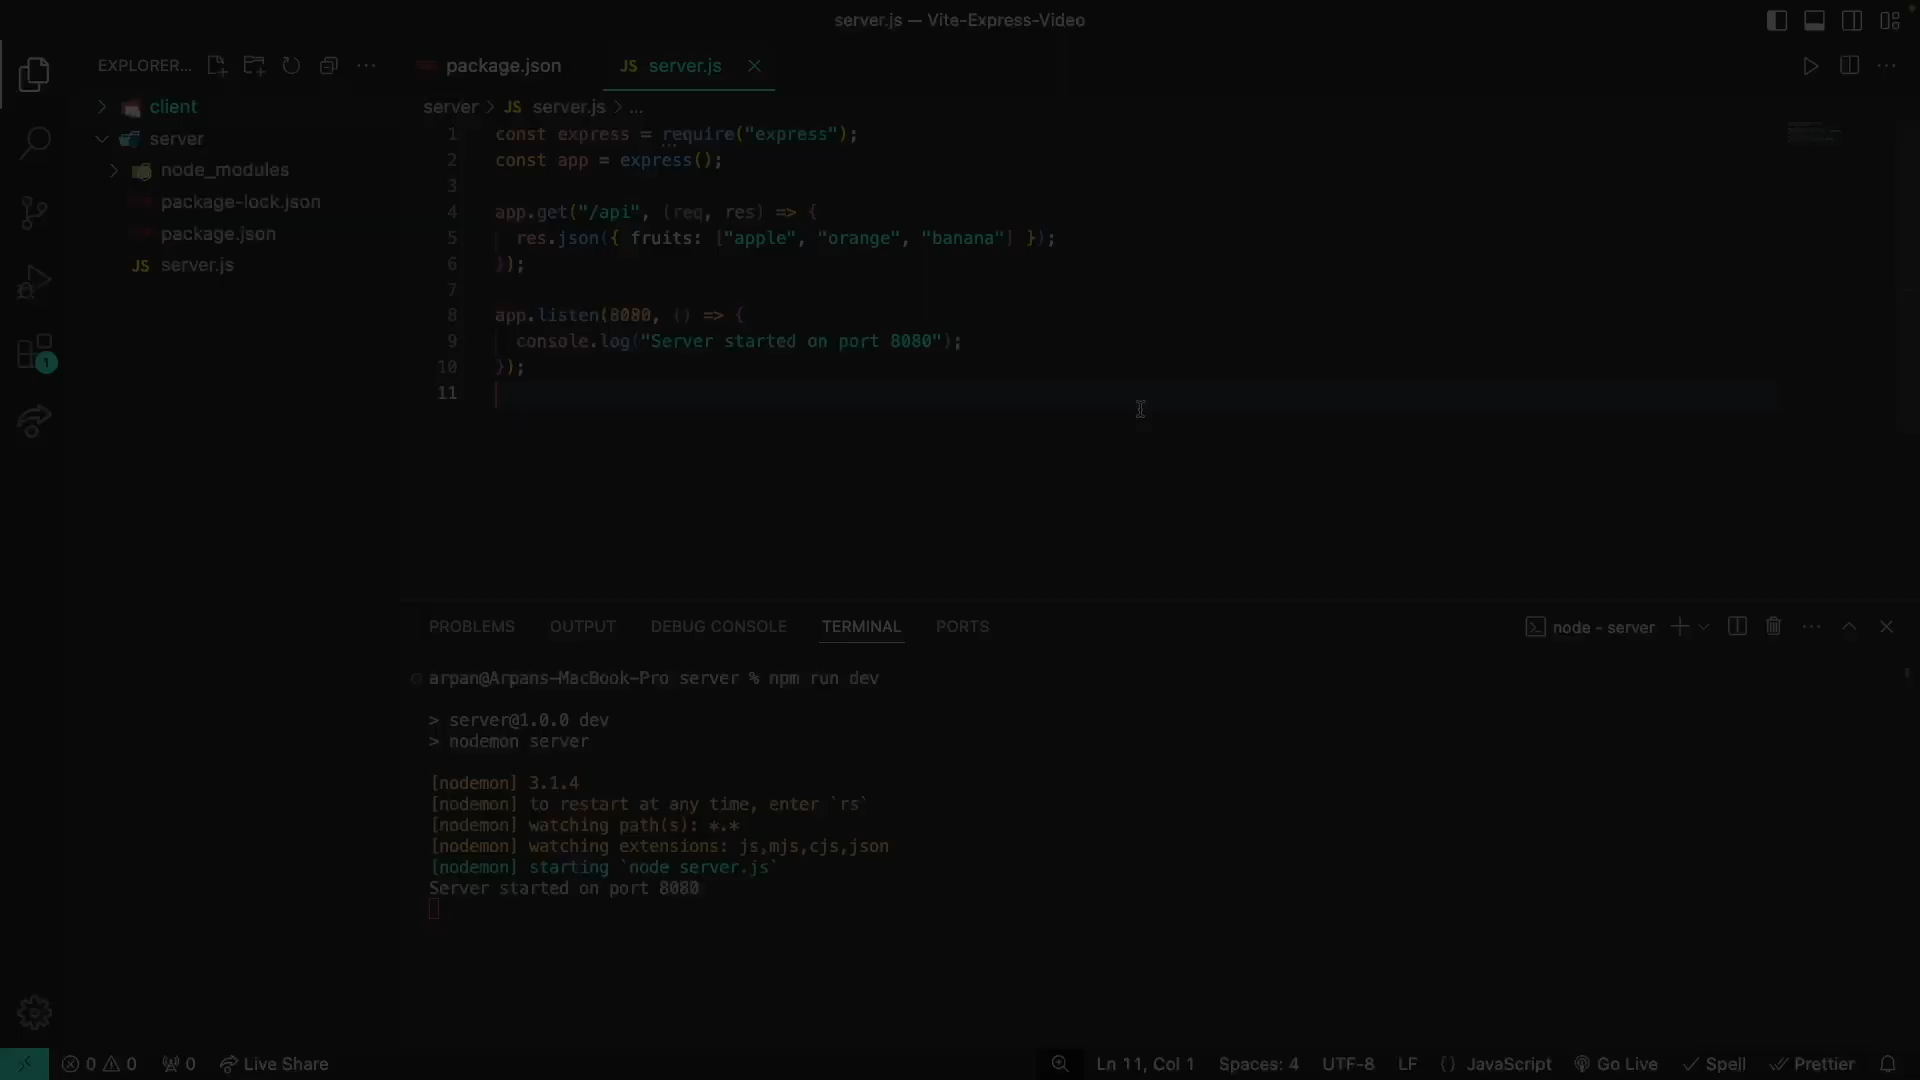 server.js — Vite-Express-Video
EXPLORER...
package.json
JS server.js
server > JS server.js > ...
client
server
node_modules
package-lock.json
package.json
JS server.js
1 const express = require("express");
2 const app = express();
3
4 app.get("/api", (req, res) => {
5 res.json({ fruits: ["apple", "orange", "banana"] });
6 });
7
8 app.listen(8080, () => {
9 console.log("Server started on port 8080");
10 });
11
1
PROBLEMS OUTPUT DEBUG CONSOLE TERMINAL PORTS
node - server
arpan@Arpans-MacBook-Pro server % npm run dev
> server@1.0.0 dev
> nodemon server
[nodemon] 3.1.4
[nodemon] to restart at any time, enter `rs`
[nodemon] watching path(s): *.*
[nodemon] watching extensions: js,mjs,cjs,json
[nodemon] starting `node server.js`
Server started on port 8080
0 0 0 Live Share Ln 11, Col 1 Spaces: 4 UTF-8 LF {} JavaScript Go Live Spell Prettier